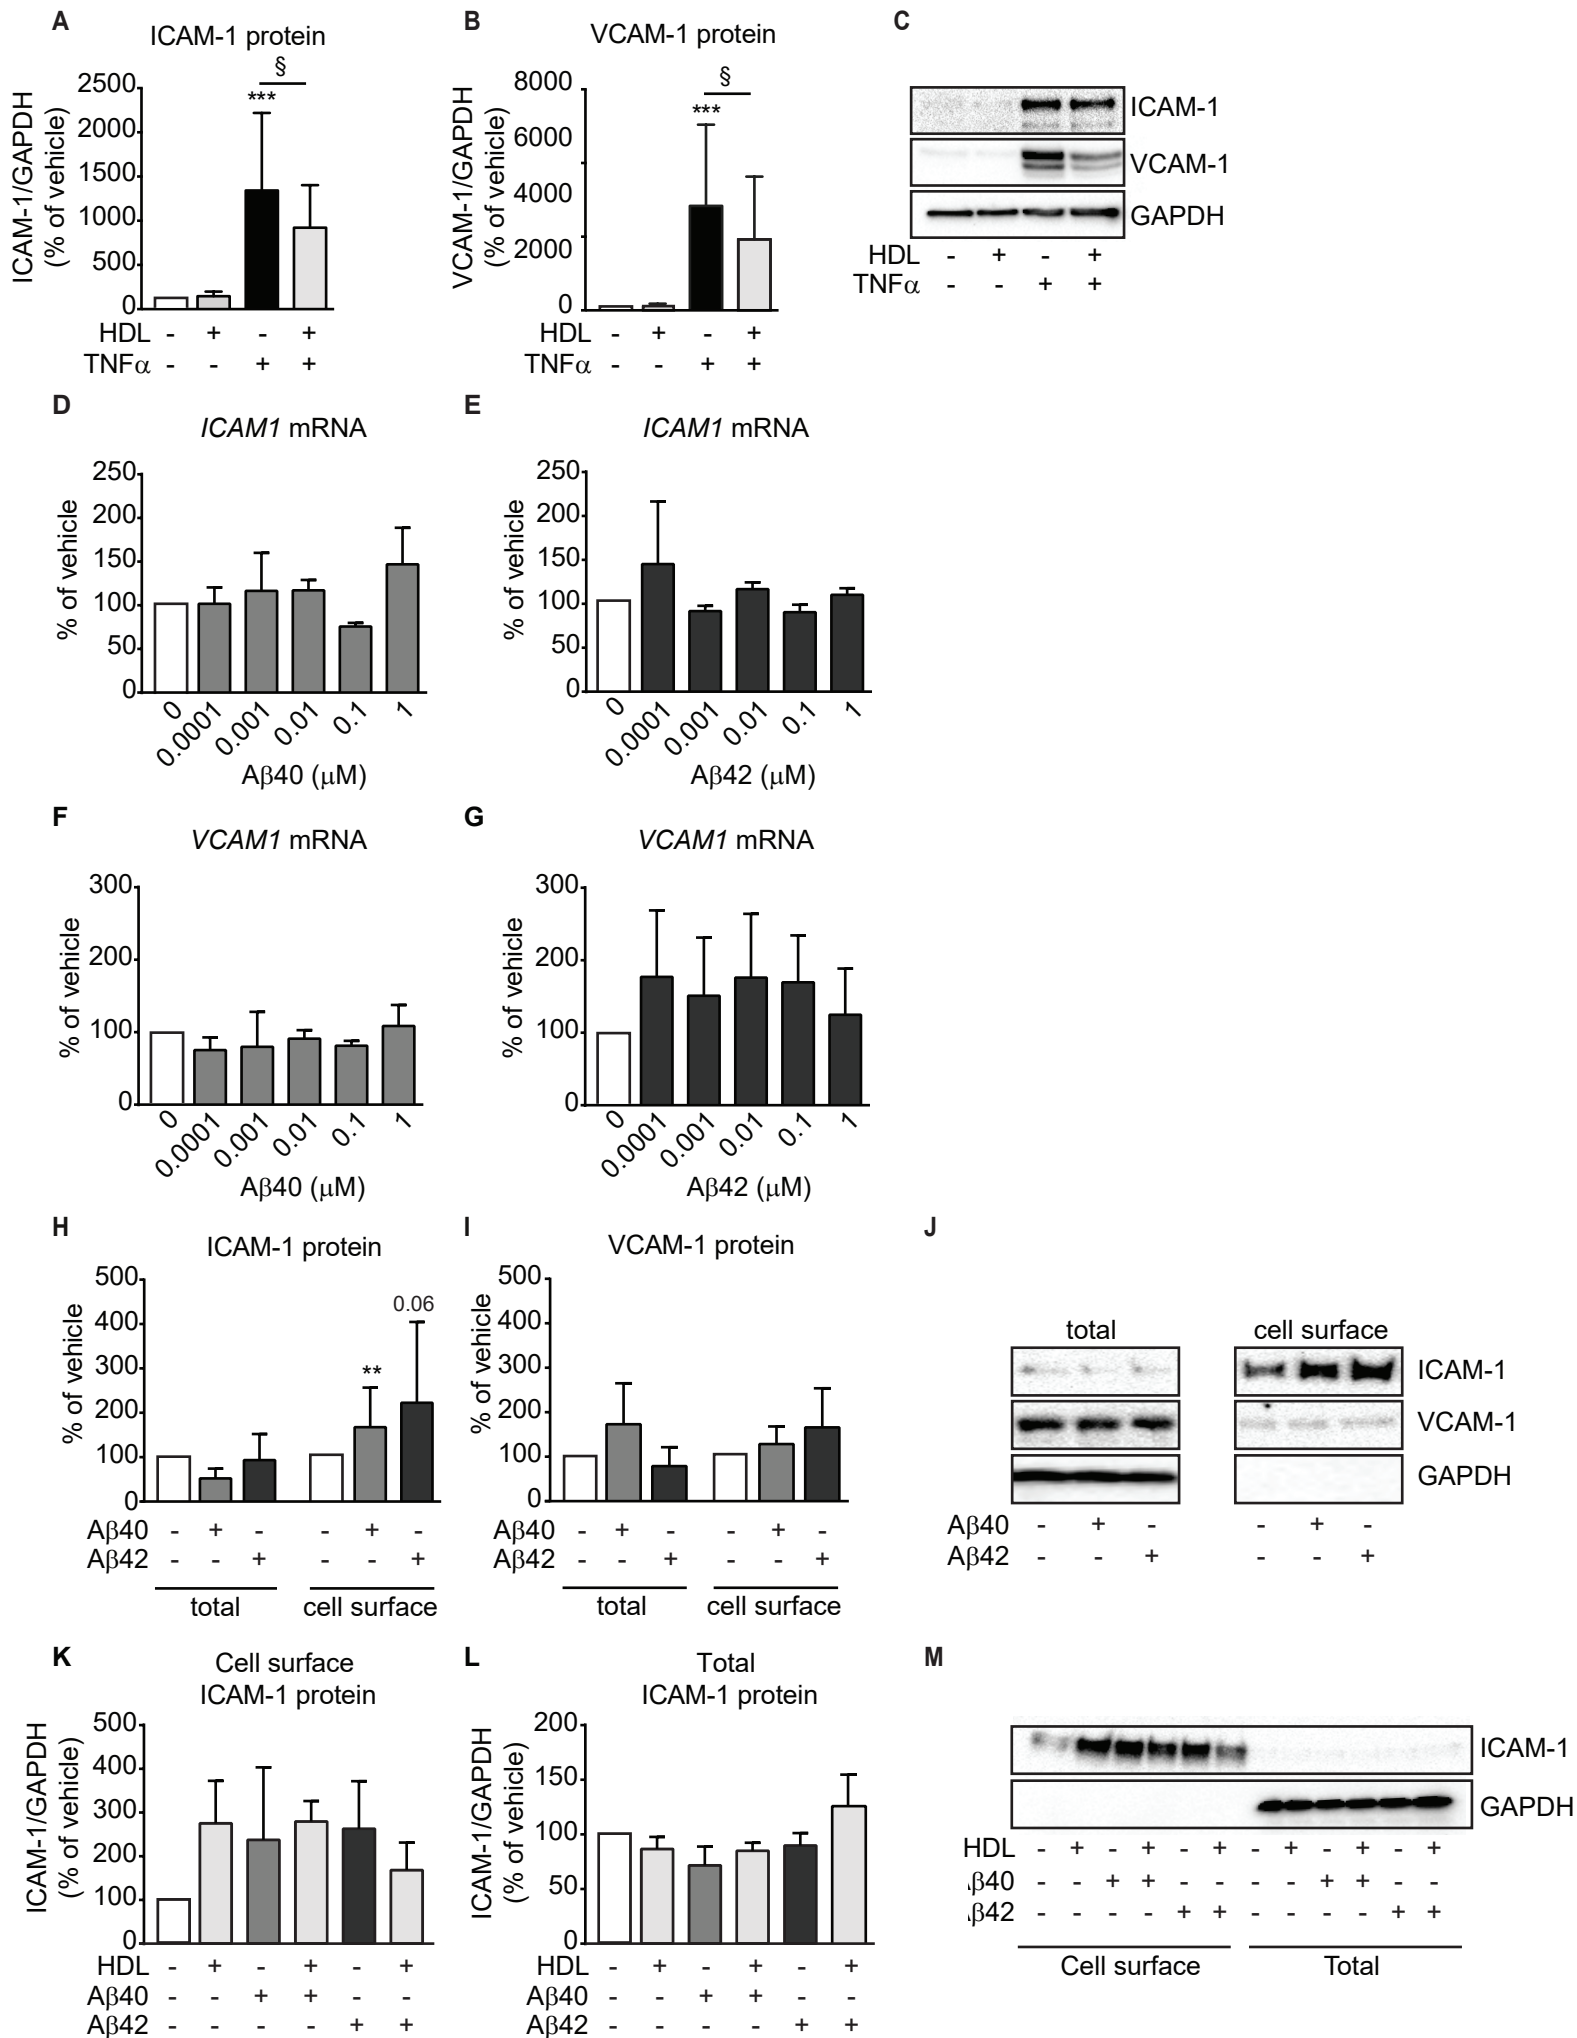 A
ICAM-1 protein
ICAM-1/GAPDH
(% of vehicle)
2500
2000
1500
1000
500
0
***
§
HDL - + - +
TNFα - - + +
B
VCAM-1 protein
VCAM-1/GAPDH
(% of vehicle)
8000
6000
4000
2000
0
***
§
HDL - + - +
TNFα - - + +
C
ICAM-1
VCAM-1
GAPDH
HDL - + - +
TNFα - - + +
D
ICAM1 mRNA
% of vehicle
250
200
150
100
50
0
0 0.0001 0.001 0.01 0.1 1
Aβ40 (μM)
E
ICAM1 mRNA
% of vehicle
250
200
150
100
50
0
0 0.0001 0.001 0.01 0.1 1
Aβ42 (μM)
F
VCAM1 mRNA
% of vehicle
300
200
100
0
0 0.0001 0.001 0.01 0.1 1
Aβ40 (μM)
G
VCAM1 mRNA
% of vehicle
300
200
100
0
0 0.0001 0.001 0.01 0.1 1
Aβ42 (μM)
H
ICAM-1 protein
% of vehicle
500
400
300
200
100
0
**
0.06
Aβ40 - + - - + -
Aβ42 - - + - - +
total cell surface
I
VCAM-1 protein
% of vehicle
500
400
300
200
100
0
Aβ40 - + - - + -
Aβ42 - - + - - +
total cell surface
J
total cell surface
ICAM-1
VCAM-1
GAPDH
Aβ40 - + - - + -
Aβ42 - - + - - +
K
Cell surface
ICAM-1 protein
ICAM-1/GAPDH
(% of vehicle)
500
400
300
200
100
0
HDL - + - + - +
Aβ40 - - + + - -
Aβ42 - - - - + +
L
Total
ICAM-1 protein
ICAM-1/GAPDH
(% of vehicle)
200
150
100
50
0
HDL - + - + - +
Aβ40 - - + + - -
Aβ42 - - - - + +
M
ICAM-1
GAPDH
HDL - + - + - + - + - + - +
β40 - - + + - - - - + + - -
β42 - - - - + + - - - - + +
Cell surface Total